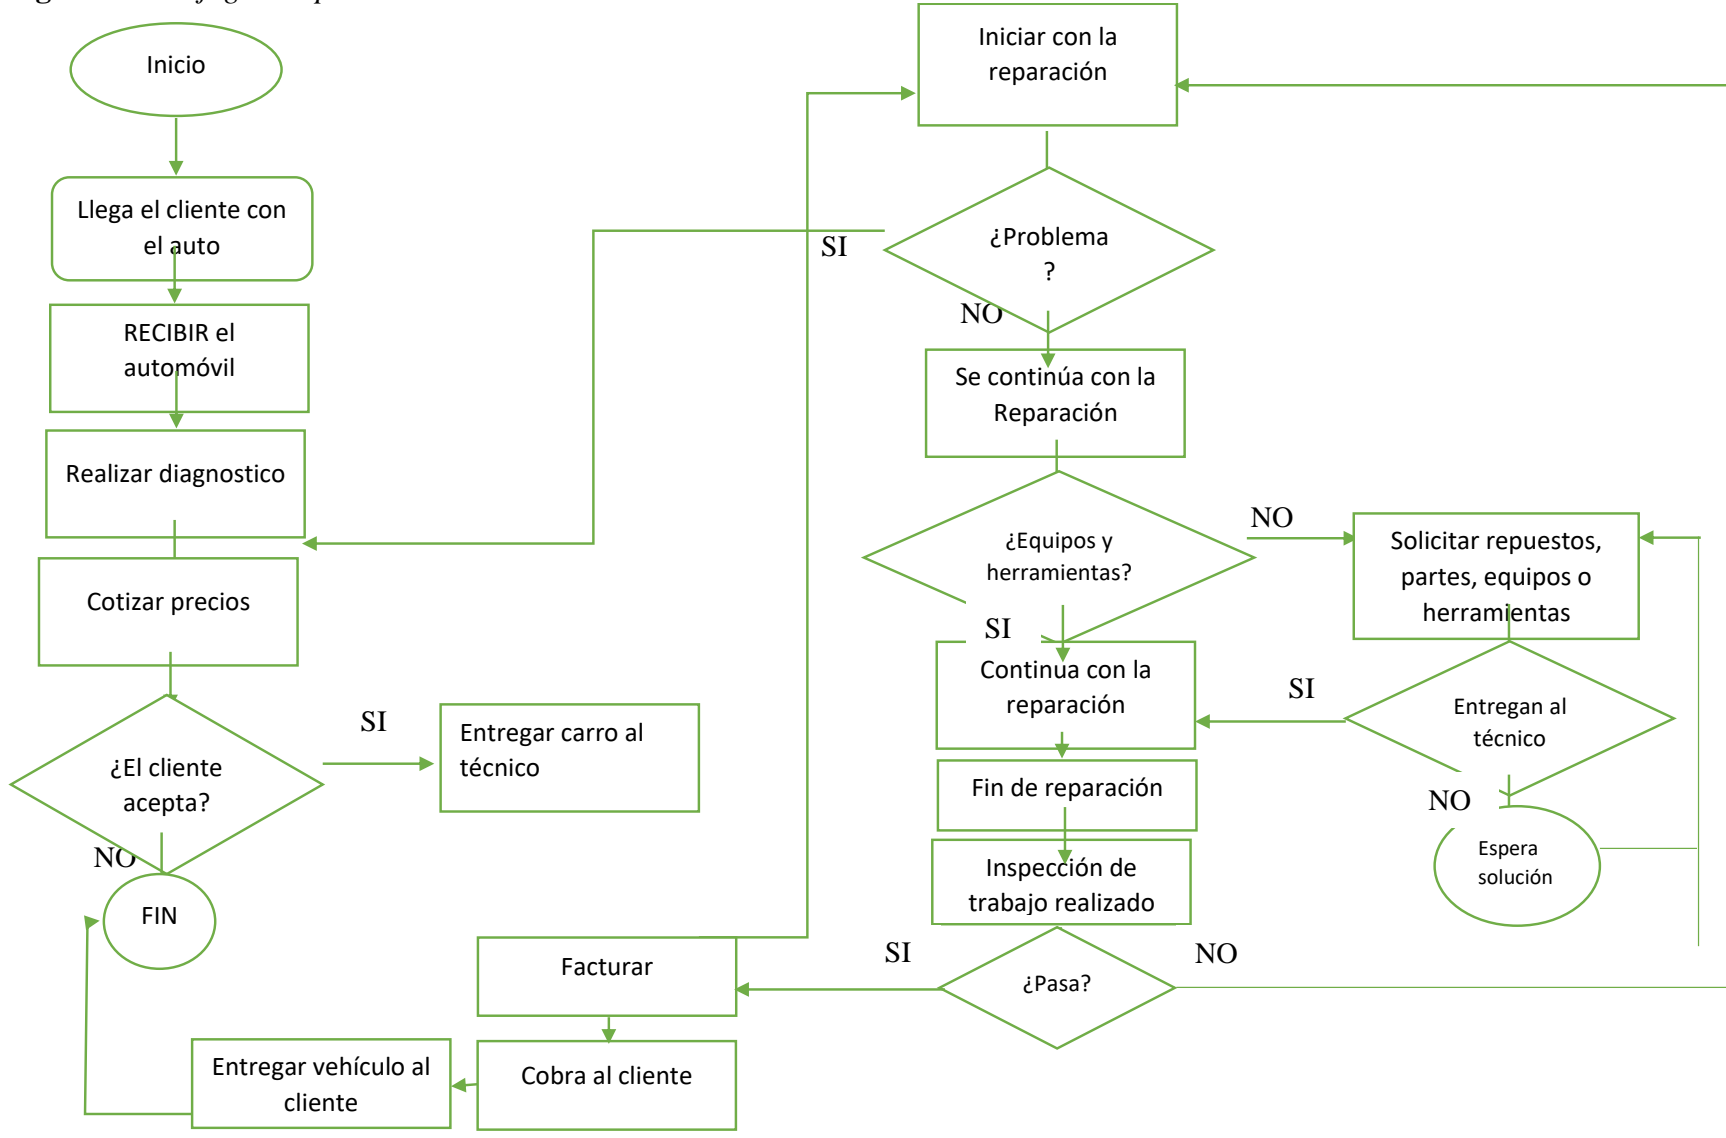 Inicio
Llega el cliente con
el auto
RECIBIR el
automóvil
Realizar diagnostico
Cotizar precios
¿El cliente
acepta?
SI
NO
Entregar carro al
técnico
FIN
Iniciar con la
reparación
¿Problema
?
SI
NO
Se continúa con la
Reparación
¿Equipos y
herramientas?
NO
SI
Solicitar repuestos,
partes, equipos o
herramientas
Continua con la
reparación
SI
Entregan al
técnico
NO
Espera
solución
Fin de reparación
Inspección de
trabajo realizado
¿Pasa?
SI
NO
Facturar
Cobra al cliente
Entregar vehículo al
cliente